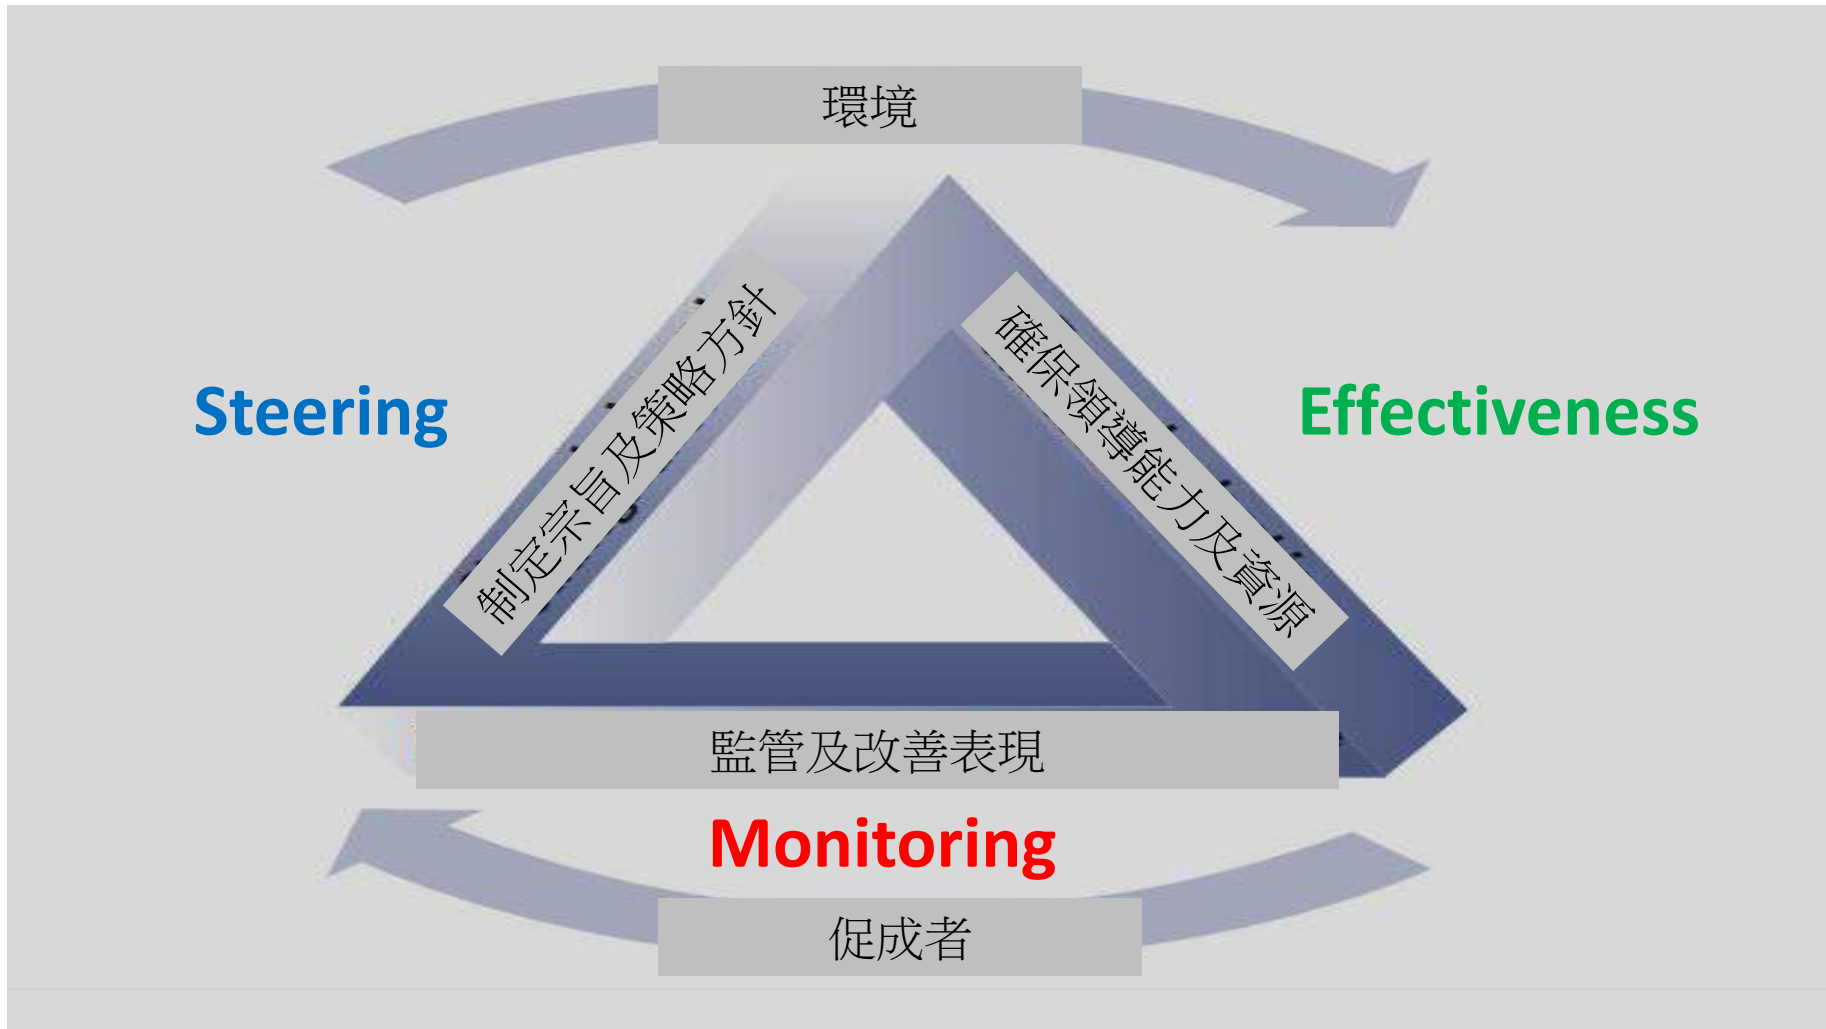 環境
制定宗旨及策略方針
確保領導能力及資源
Steering
Effectiveness
監管及改善表現
Monitoring
促成者